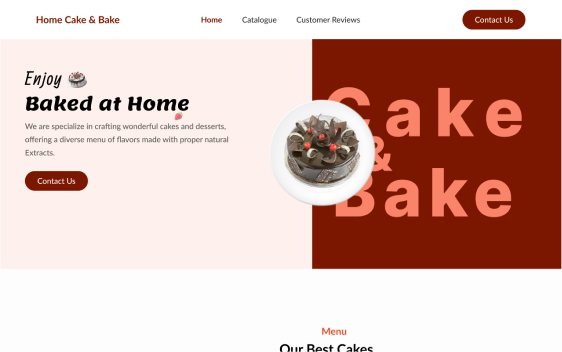 Home Cake & Bake
Home
Catalogue
Customer Reviews
Contact Us
Enjoy
Baked at Home
We are specialize in crafting wonderful cakes and desserts,
offering a diverse menu of flavors made with proper natural
Extracts.
Contact Us
Cake
&
Bake
Menu
Our Best Cakes